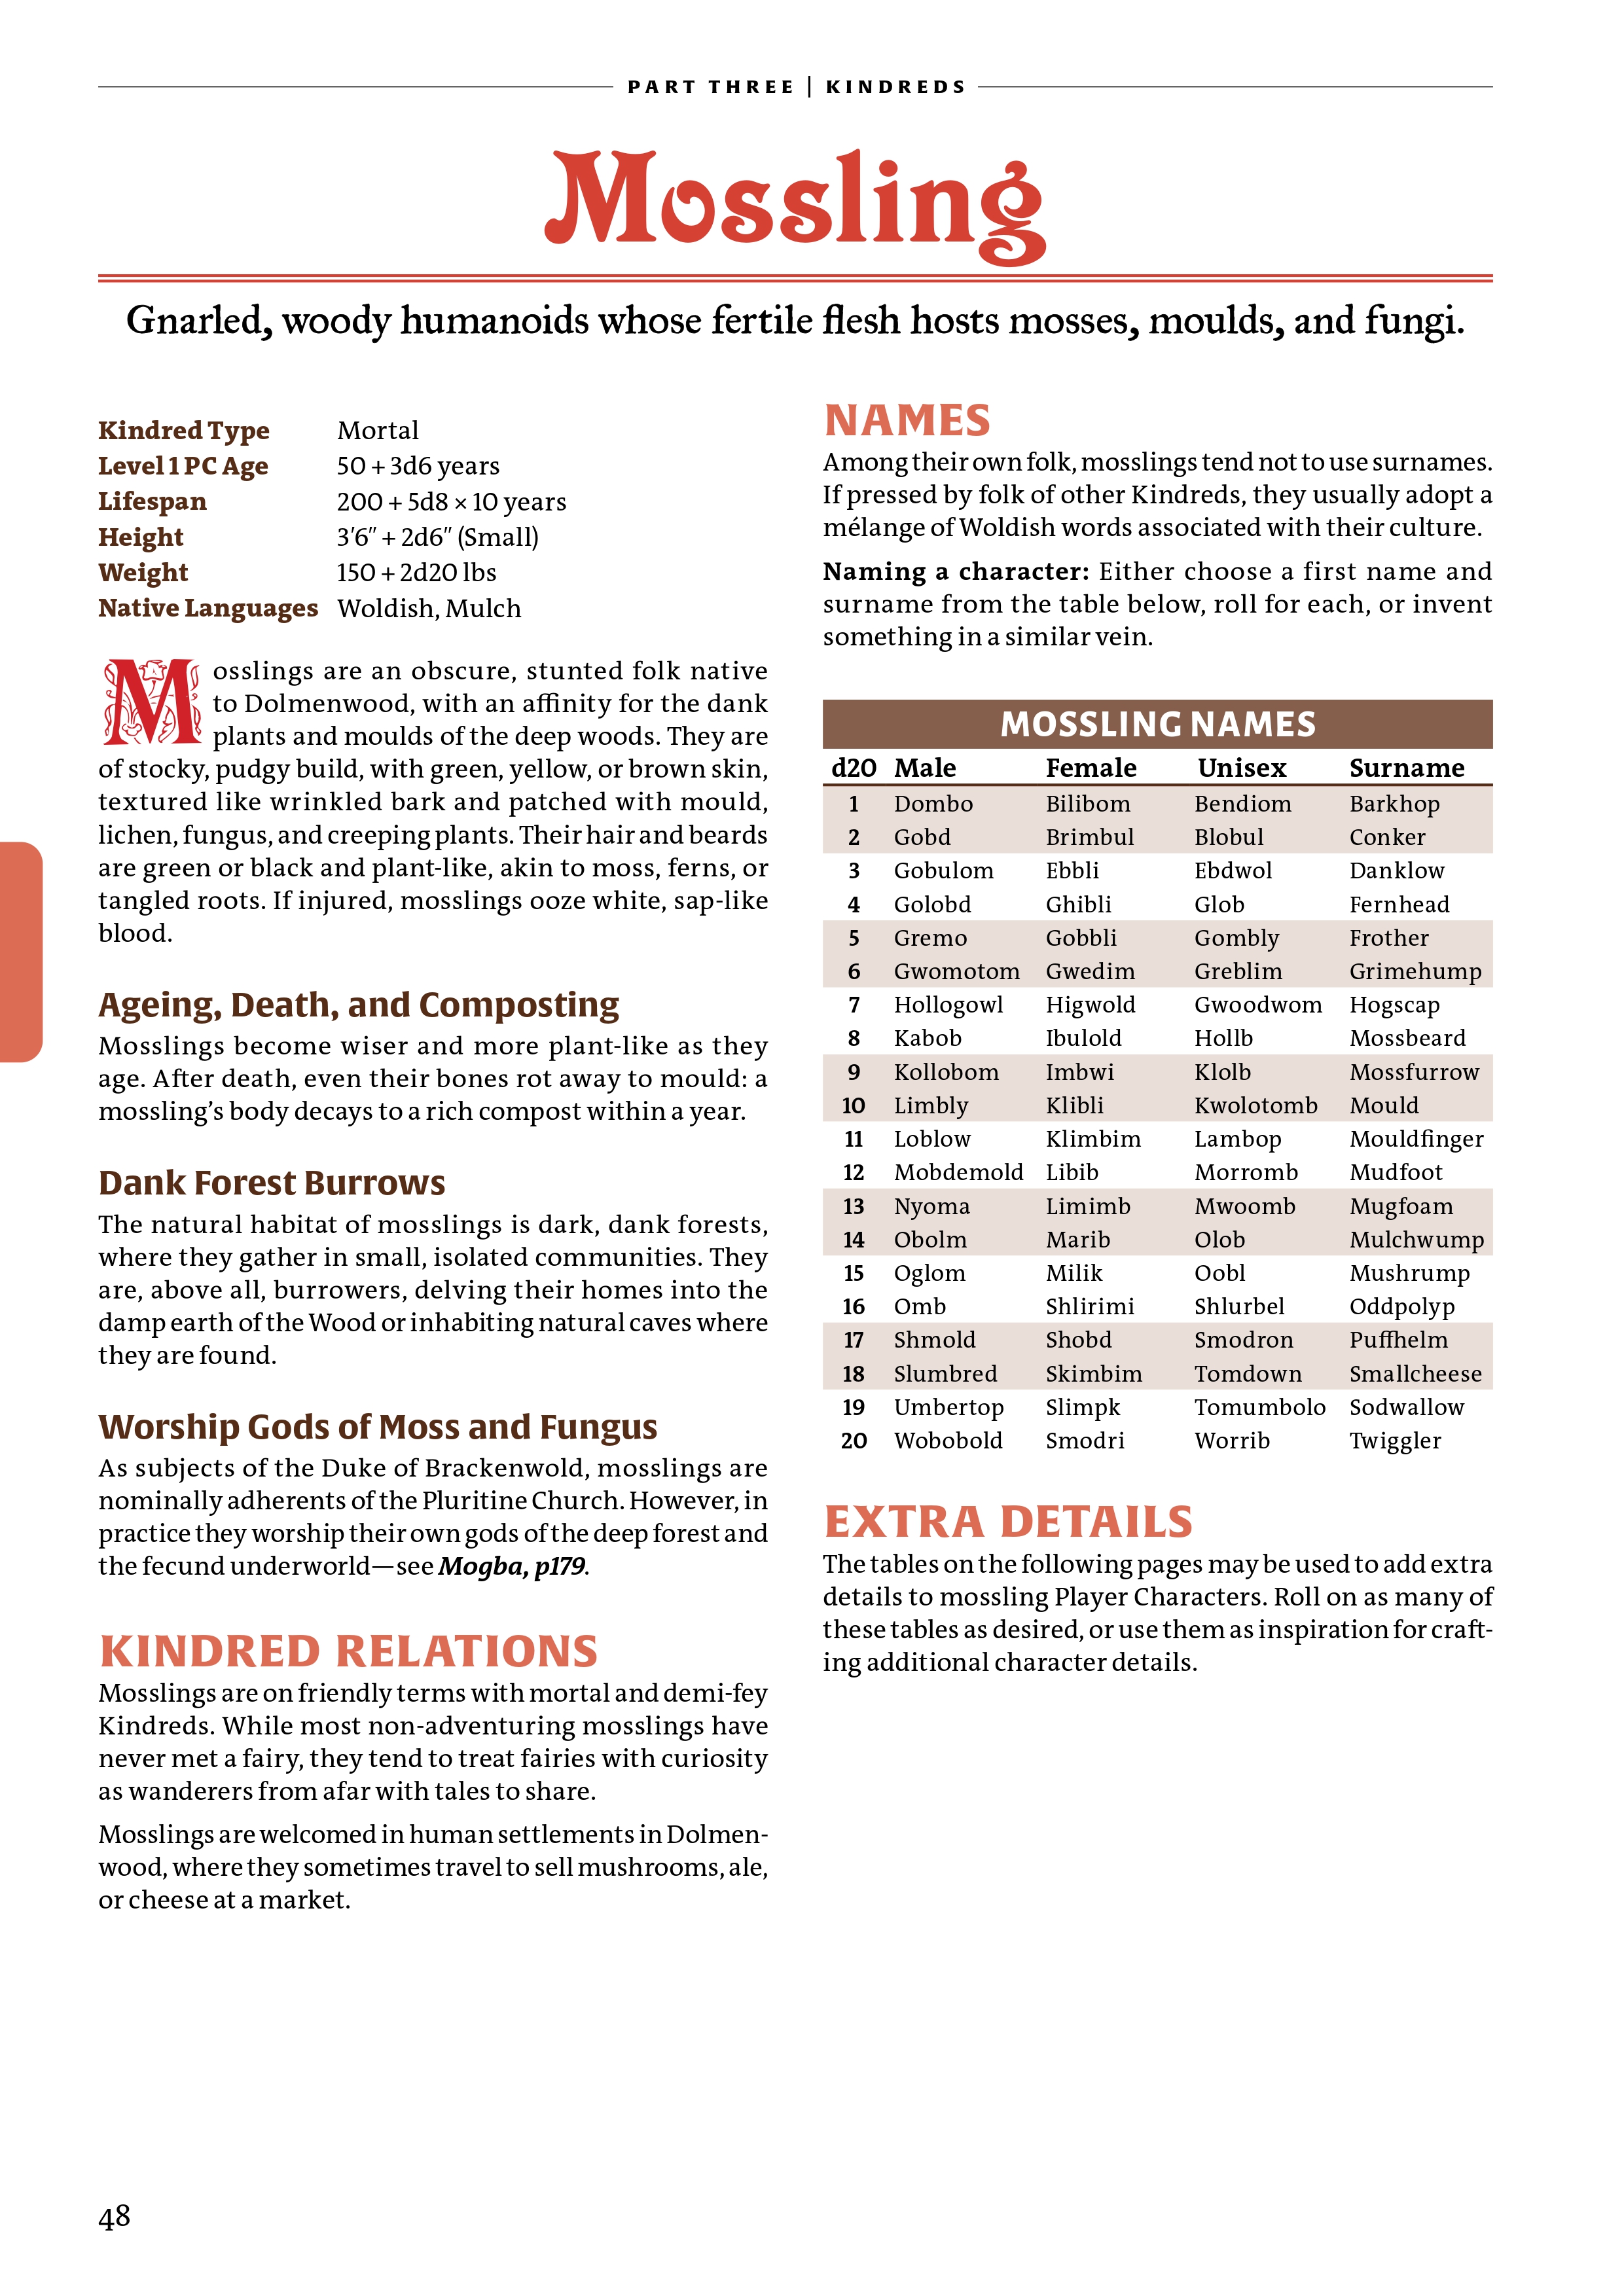 PART THREE | KINDREDS
Mossling
Gnarled, woody humanoids whose fertile flesh hosts mosses, moulds, and fungi.
Kindred Type Mortal
Level 1 PC Age 50 + 3d6 years
Lifespan 200 + 5d8 × 10 years
Height 3′6″ + 2d6″ (Small)
Weight 150 + 2d20 lbs
Native Languages Woldish, Mulch
Mosslings are an obscure, stunted folk native
to Dolmenwood, with an affinity for the dank
plants and moulds of the deep woods. They are
of stocky, pudgy build, with green, yellow, or brown skin,
textured like wrinkled bark and patched with mould,
lichen, fungus, and creeping plants. Their hair and beards
are green or black and plant-like, akin to moss, ferns, or
tangled roots. If injured, mosslings ooze white, sap-like
blood.
Ageing, Death, and Composting
Mosslings become wiser and more plant-like as they
age. After death, even their bones rot away to mould: a
mossling's body decays to a rich compost within a year.
Dank Forest Burrows
The natural habitat of mosslings is dark, dank forests,
where they gather in small, isolated communities. They
are, above all, burrowers, delving their homes into the
damp earth of the Wood or inhabiting natural caves where
they are found.
Worship Gods of Moss and Fungus
As subjects of the Duke of Brackenwold, mosslings are
nominally adherents of the Pluritine Church. However, in
practice they worship their own gods of the deep forest and
the fecund underworld—see Mogba, p179.
KINDRED RELATIONS
Mosslings are on friendly terms with mortal and demi-fey
Kindreds. While most non-adventuring mosslings have
never met a fairy, they tend to treat fairies with curiosity
as wanderers from afar with tales to share.
Mosslings are welcomed in human settlements in Dolmen-
wood, where they sometimes travel to sell mushrooms, ale,
or cheese at a market.
NAMES
Among their own folk, mosslings tend not to use surnames.
If pressed by folk of other Kindreds, they usually adopt a
mélange of Woldish words associated with their culture.
Naming a character: Either choose a first name and
surname from the table below, roll for each, or invent
something in a similar vein.
MOSSLING NAMES
d20 Male Female Unisex Surname
1 Dombo Bilibom Bendiom Barkhop
2 Gobd Brimbul Blobul Conker
3 Gobulom Ebbli Ebdwol Danklow
4 Golobd Ghibli Glob Fernhead
5 Gremo Gobbli Gombly Frother
6 Gwomotom Gwedim Greblim Grimehump
7 Hollogowl Higwold Gwoodwom Hogscap
8 Kabob Ibulold Hollb Mossbeard
9 Kollobom Imbwi Klolb Mossfurrow
10 Limbly Klibli Kwolotomb Mould
11 Loblow Klimbim Lambop Mouldfinger
12 Mobdemold Libib Morromb Mudfoot
13 Nyoma Limimb Mwoomb Mugfoam
14 Obolm Marib Olob Mulchwump
15 Oglom Milik Oobl Mushrump
16 Omb Shlirimi Shlurbel Oddpolyp
17 Shmold Shobd Smodron Puffhelm
18 Slumbred Skimbim Tomdown Smallcheese
19 Umbertop Slimpk Tomumbolo Sodwallow
20 Wobobold Smodri Worrib Twiggler
EXTRA DETAILS
The tables on the following pages may be used to add extra
details to mossling Player Characters. Roll on as many of
these tables as desired, or use them as inspiration for craft-
ing additional character details.
48